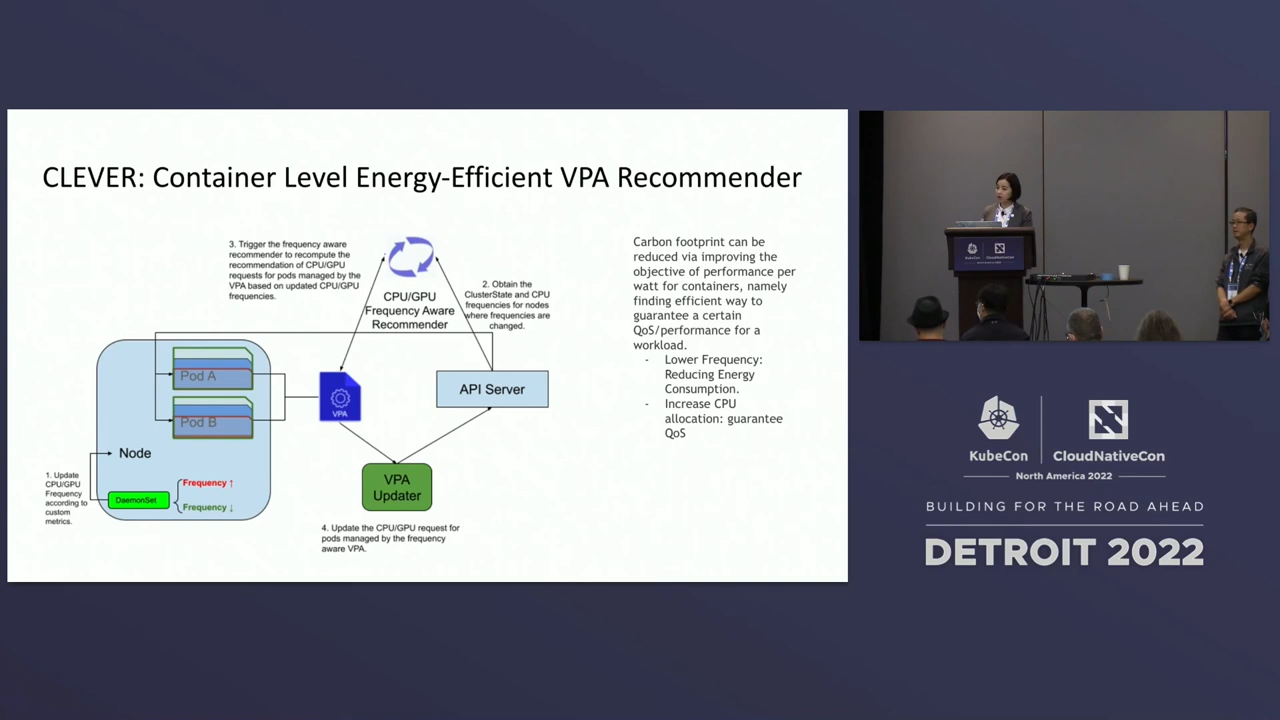 CLEVER: Container Level Energy-Efficient VPA Recommender
3. Trigger the frequency aware
recommender to recompute the
recommendation of CPU/GPU
requests for pods managed by the
VPA based on updated CPU/GPU
frequencies.
CPU/GPU
Frequency Aware
Recommender
2. Obtain the
ClusterState and CPU
frequencies for nodes
where frequencies are
changed.
Pod A
Pod B
Node
VPA
API Server
1. Update
CPU/GPU
Frequency
according to
custom
metrics.
DaemonSet
Frequency ↑
Frequency ↓
VPA
Updater
4. Update the CPU/GPU request for
pods managed by the frequency
aware VPA.
Carbon footprint can be
reduced via improving the
objective of performance per
watt for containers, namely
finding efficient way to
guarantee a certain
QoS/performance for a
workload.
- Lower Frequency:
Reducing Energy
Consumption.
- Increase CPU
allocation: guarantee
QoS
KubeCon
CloudNativeCon
KubeCon
CloudNativeCon
North America 2022
BUILDING FOR THE ROAD AHEAD
DETROIT 2022